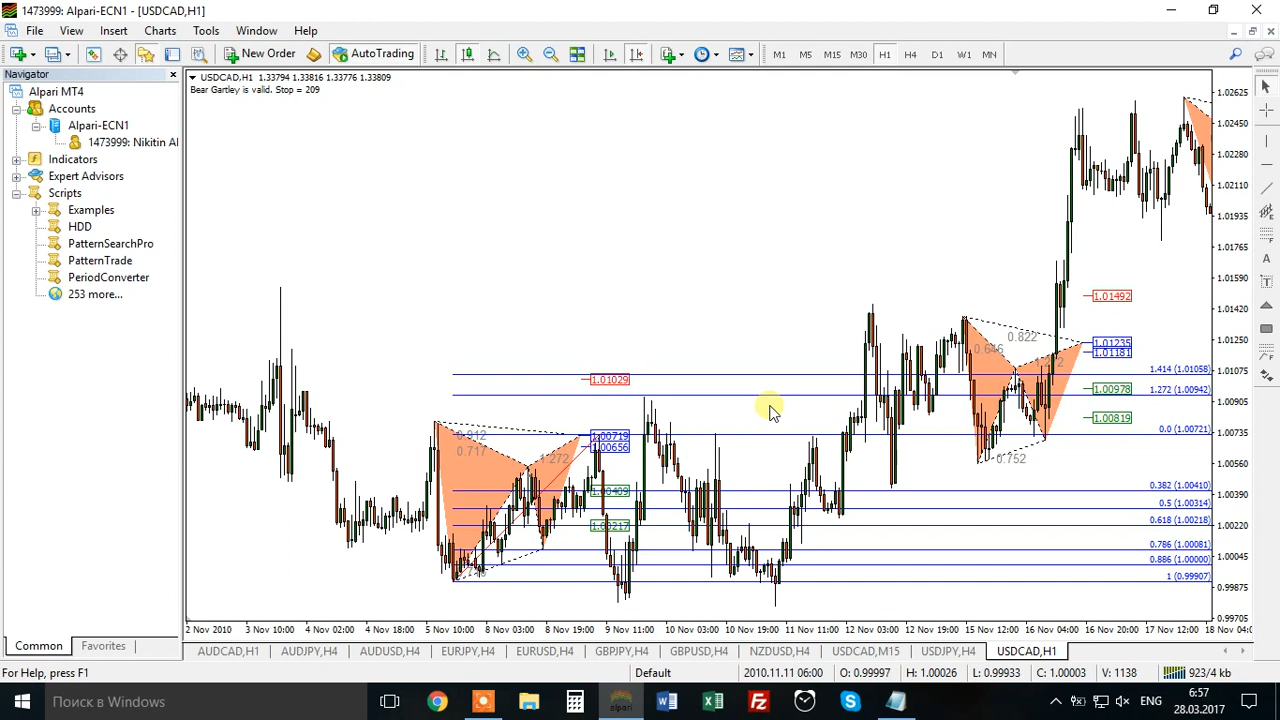 1473999: Alpari-ECN1 - [USDCAD,H1]
File View Insert Charts Tools Window Help
New Order AutoTrading M1 M5 M15 M30 H1 H4 D1 W1 MN
Navigator
Alpari MT4
Accounts
Alpari-ECN1
1473999: Nikitin Al
Indicators
Expert Advisors
Scripts
Examples
HDD
PatternSearchPro
PatternTrade
PeriodConverter
253 more...
Common Favorites
USDCAD,H1 1.33794 1.33816 1.33776 1.33809
Bear Gartley is valid. Stop = 209
1.01029
0.912
0.717
1.272
1.00719
1.00656
1.00409
1.00217
0.822
0.646
0.752
1.01492
1.01235
1.01181
1.00978
1.00819
1.414 (1.01058)
1.272 (1.00942)
0.0 (1.00721)
0.382 (1.00410)
0.5 (1.00314)
0.618 (1.00218)
0.786 (1.00081)
0.886 (1.00000)
1 (0.99907)
1.02625
1.02450
1.02280
1.02110
1.01935
1.01765
1.01590
1.01420
1.01250
1.01075
1.00905
1.00735
1.00560
1.00390
1.00220
1.00045
0.99875
0.99705
2 Nov 2010 3 Nov 10:00 4 Nov 02:00 4 Nov 18:00 5 Nov 10:00 8 Nov 03:00 8 Nov 19:00 9 Nov 11:00 10 Nov 03:00 10 Nov 19:00 11 Nov 11:00 12 Nov 03:00 12 Nov 19:00 15 Nov 12:00 16 Nov 04:00 16 Nov 20:00 17 Nov 12:00 18 Nov 04:00
AUDCAD,H1 AUDJPY,H4 AUDUSD,H4 EURJPY,H4 EURUSD,H4 GBPJPY,H4 GBPUSD,H4 NZDUSD,H4 USDCAD,M15 USDJPY,H4 USDCAD,H1
For Help, press F1 Default 2010.11.11 06:00 O: 0.99997 H: 1.00026 L: 0.99933 C: 1.00003 V: 1138 923/4 kb
Поиск в Windows
alpari
ENG
6:57
28.03.2017